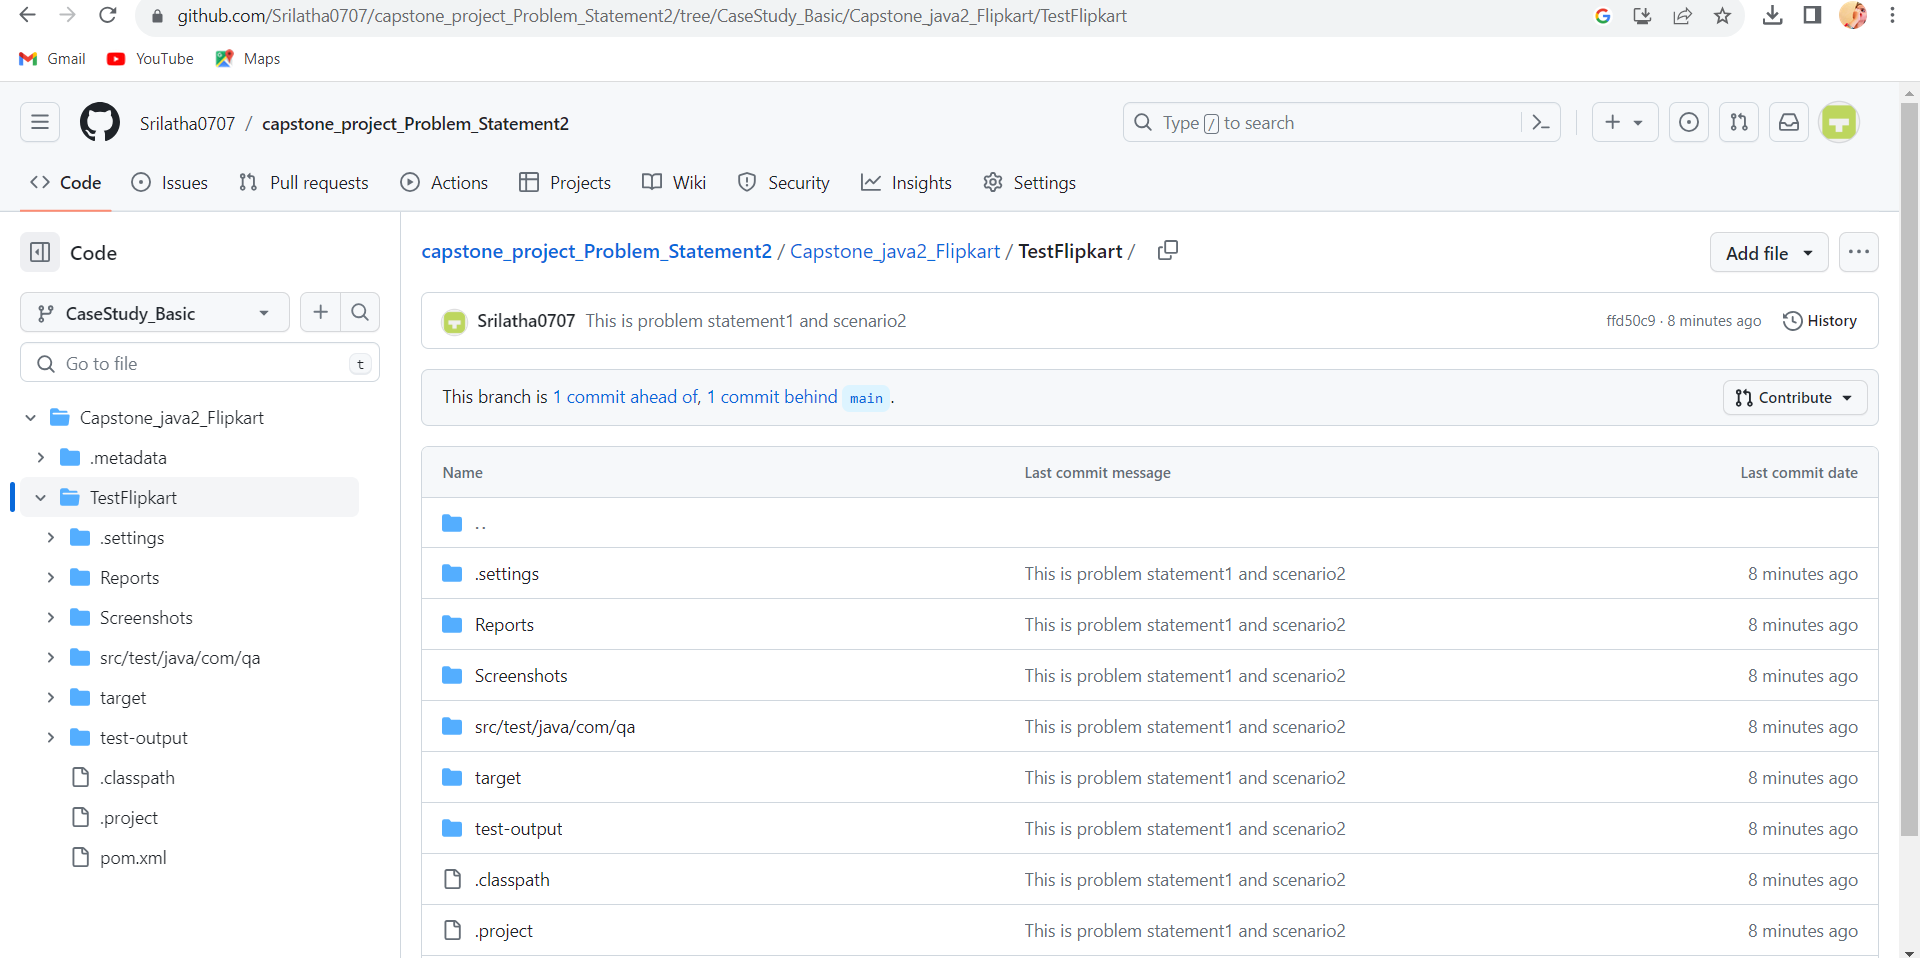 github.com/Srilatha0707/capstone_project_Problem_Statement2/tree/CaseStudy_Basic/Capstone_java2_Flipkart/TestFlipkart
Gmail YouTube Maps
Srilatha0707 / capstone_project_Problem_Statement2 Type / to search
Code Issues Pull requests Actions Projects Wiki Security Insights Settings
Code
CaseStudy_Basic
Go to file t
Capstone_java2_Flipkart
.metadata
TestFlipkart
.settings
Reports
Screenshots
src/test/java/com/qa
target
test-output
.classpath
.project
pom.xml
capstone_project_Problem_Statement2 / Capstone_java2_Flipkart / TestFlipkart / Add file
Srilatha0707 This is problem statement1 and scenario2 ffd50c9 · 8 minutes ago History
This branch is 1 commit ahead of, 1 commit behind main . Contribute
Name Last commit message Last commit date
..
.settings This is problem statement1 and scenario2 8 minutes ago
Reports This is problem statement1 and scenario2 8 minutes ago
Screenshots This is problem statement1 and scenario2 8 minutes ago
src/test/java/com/qa This is problem statement1 and scenario2 8 minutes ago
target This is problem statement1 and scenario2 8 minutes ago
test-output This is problem statement1 and scenario2 8 minutes ago
.classpath This is problem statement1 and scenario2 8 minutes ago
.project This is problem statement1 and scenario2 8 minutes ago